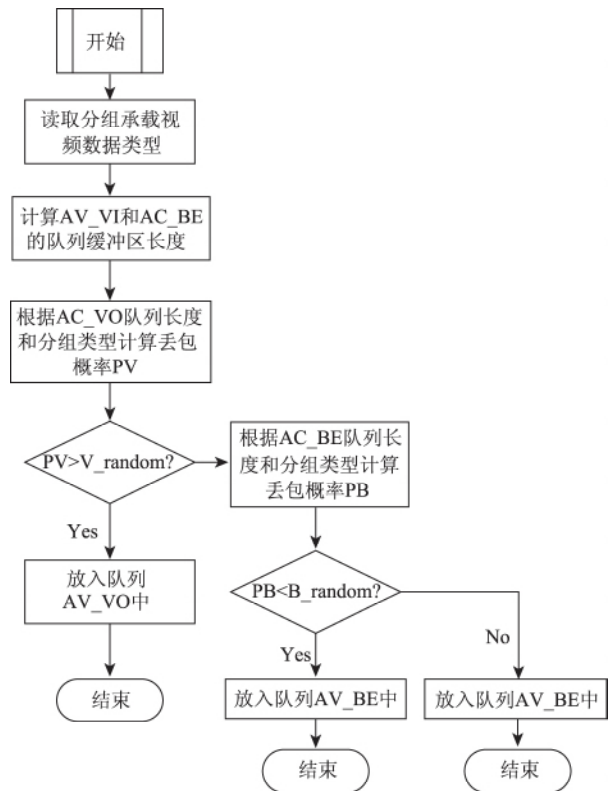 开始
读取分组承载视
频数据类型
计算AV_VI和AC_BE
的队列缓冲区长度
根据AC_VO队列长度
和分组类型计算丢包
概率PV
PV>V_random?
根据AC_BE队列长
度和分组类型计算
丢包概率PB
Yes
放入队列
AV_VO中
PB<B_random?
No
Yes
结束
放入队列AV_BE中
放入队列AV_BE中
结束
结束